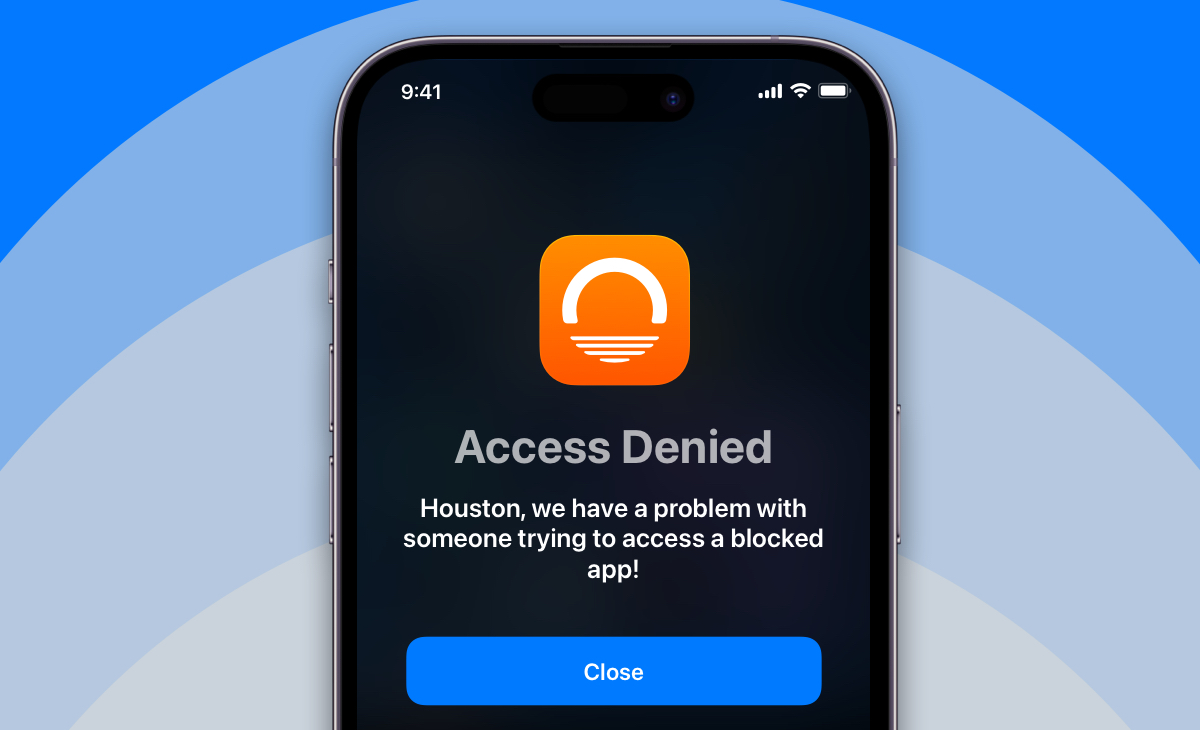 9:41
Access Denied
Houston, we have a problem with
someone trying to access a blocked
app!
Close